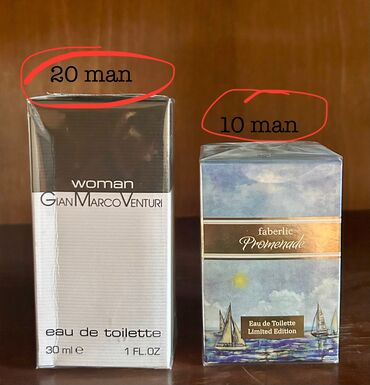 20 man
10 man
woman
GianMarcoVenturi
eau de toilette
30 ml e 1 FL.OZ
faberlic
Promenade
Eau de Toilette
Limited Edition